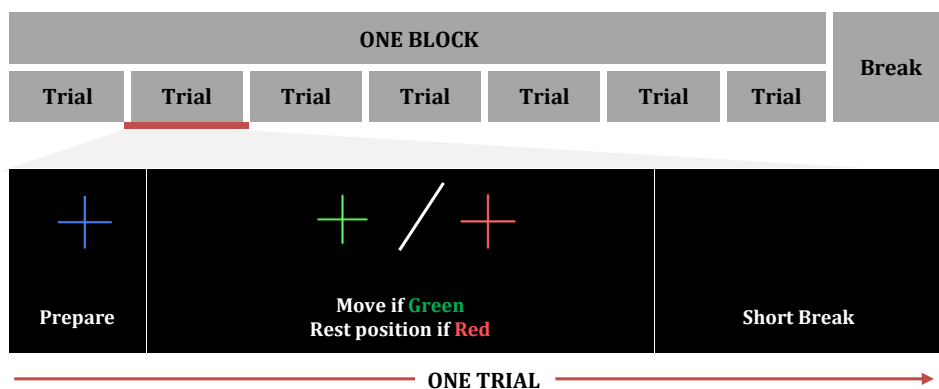 ONE BLOCK
Break
Trial Trial Trial Trial Trial Trial Trial
Prepare
Move if Green
Rest position if Red
Short Break
ONE TRIAL